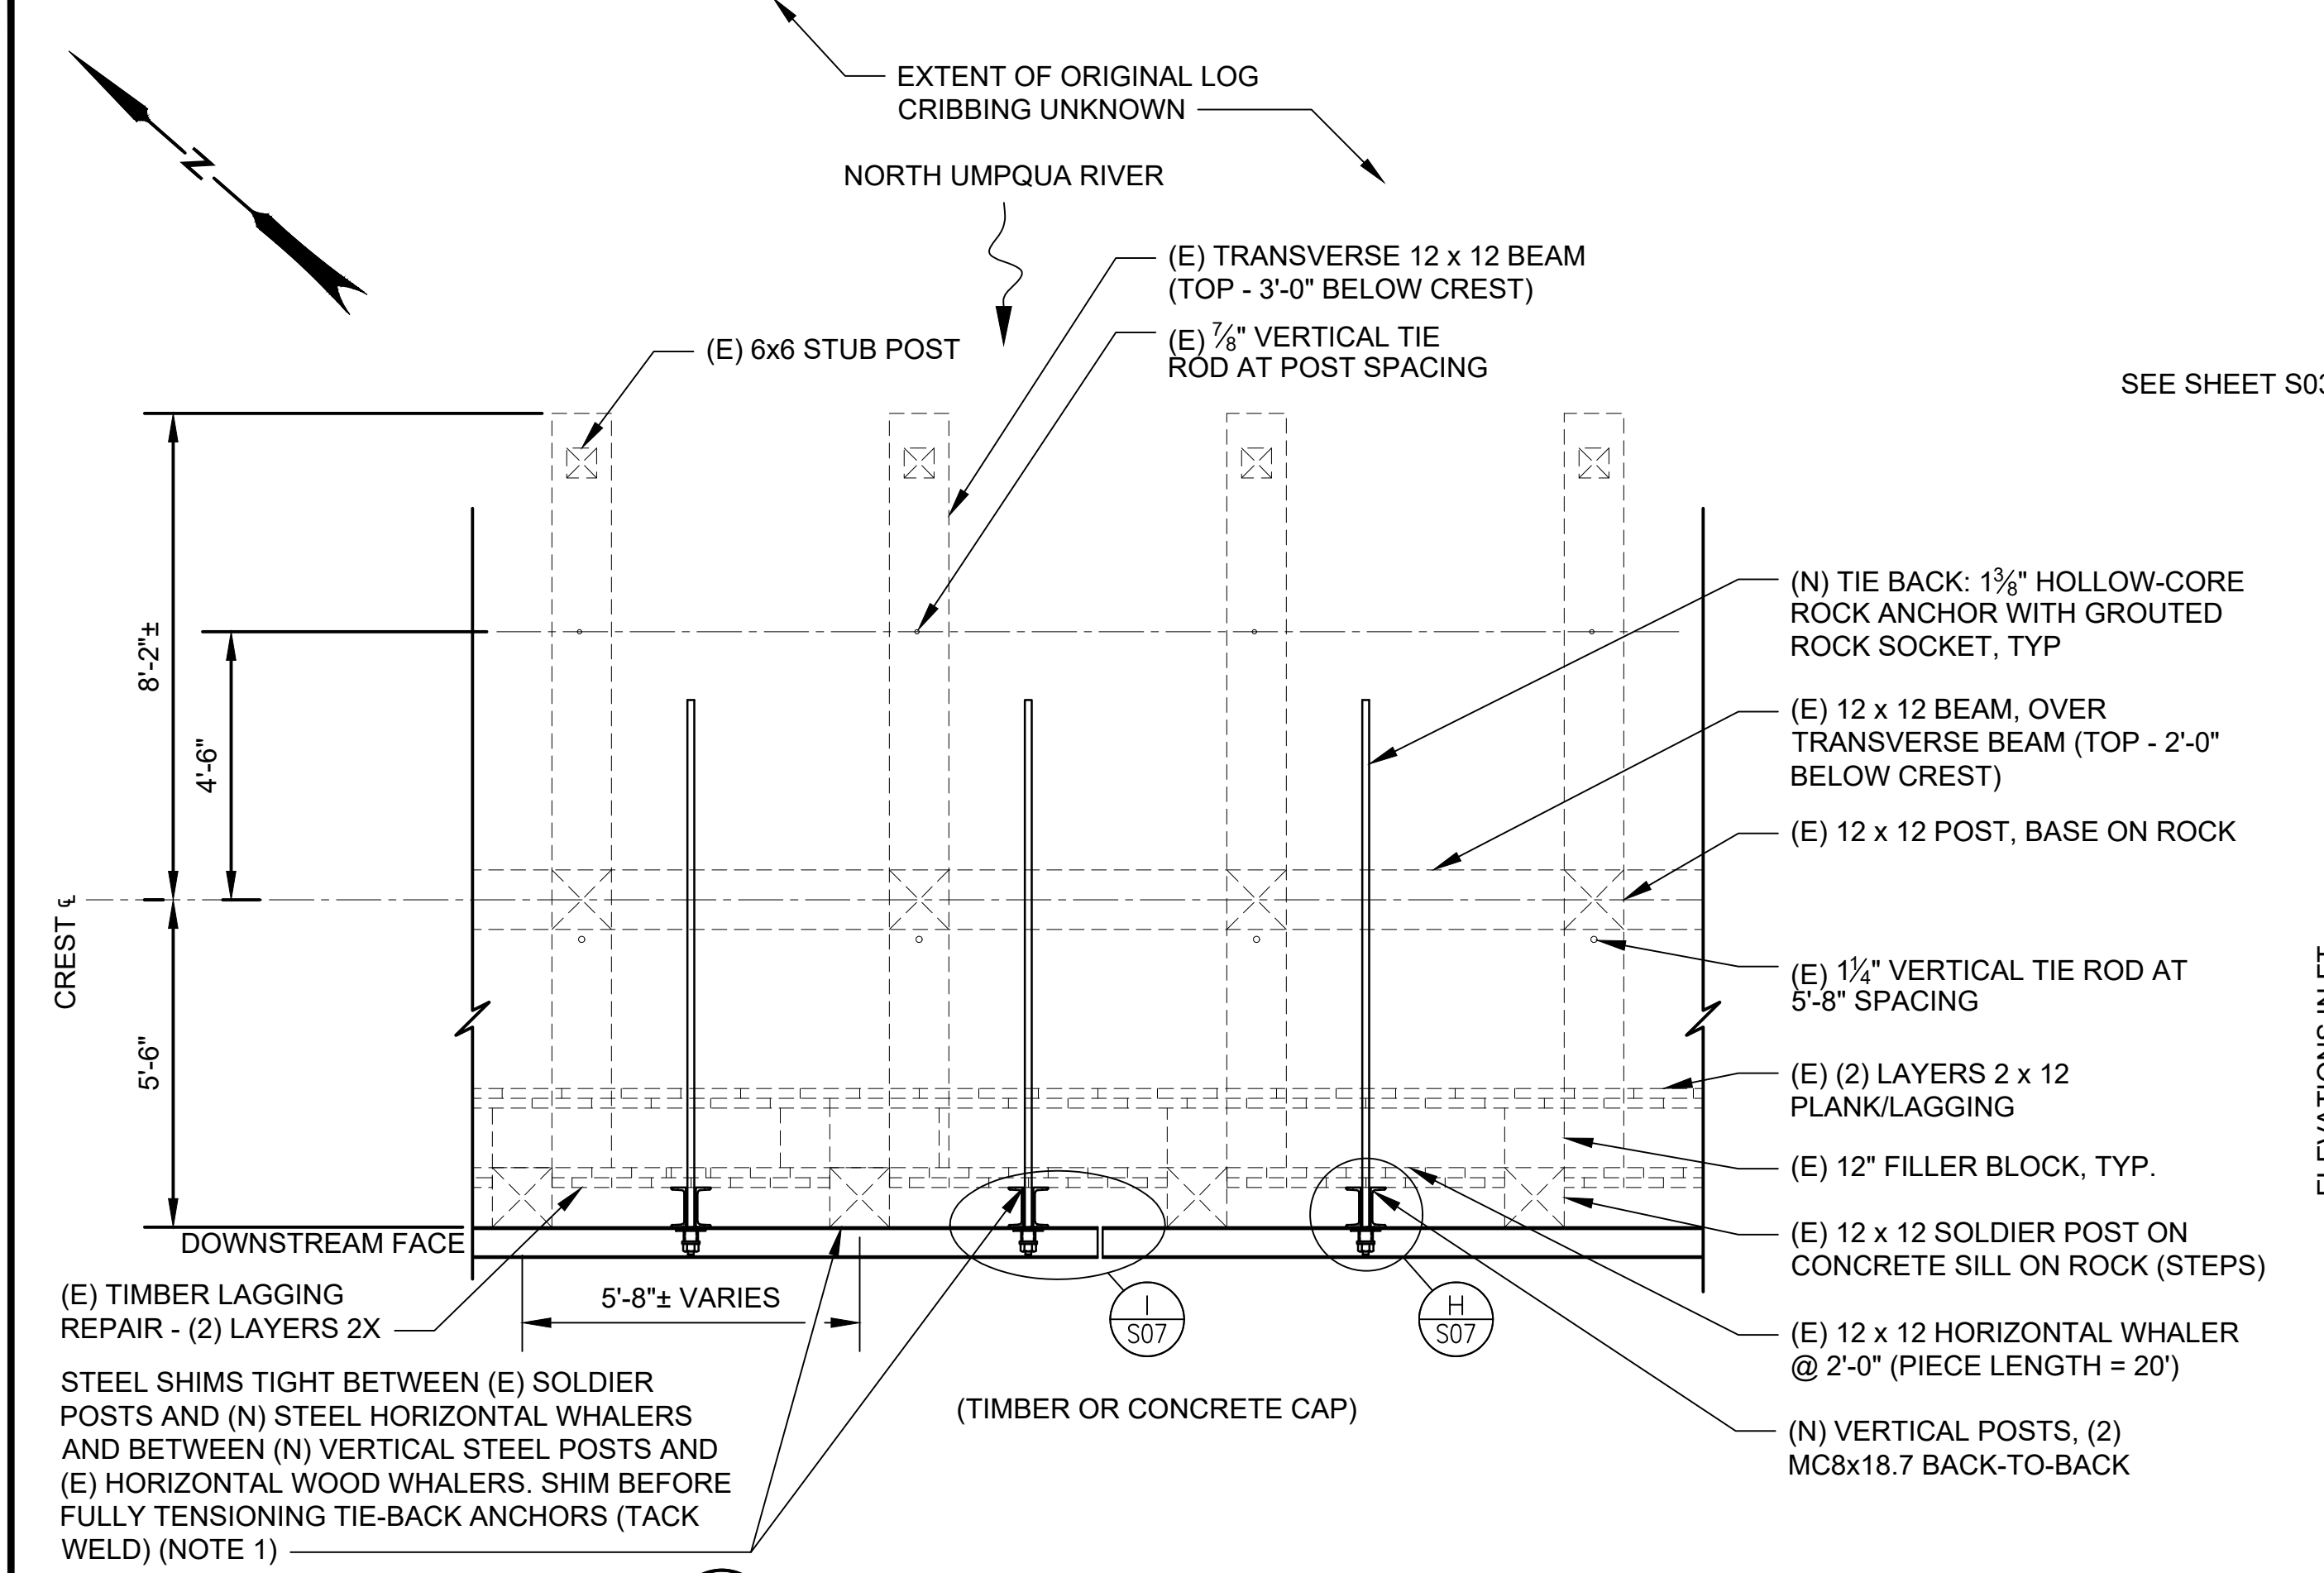 EXTENT OF ORIGINAL LOG
CRIBBING UNKNOWN
N
NORTH UMPQUA RIVER
(E) TRANSVERSE 12 x 12 BEAM
(TOP - 3'-0" BELOW CREST)
(E) 7/8" VERTICAL TIE
ROD AT POST SPACING
(E) 6x6 STUB POST
SEE SHEET S03
8'-2"±
4'-6"
5'-6"
CREST ℄
(N) TIE BACK: 1 3/8" HOLLOW-CORE
ROCK ANCHOR WITH GROUTED
ROCK SOCKET, TYP
(E) 12 x 12 BEAM, OVER
TRANSVERSE BEAM (TOP - 2'-0"
BELOW CREST)
(E) 12 x 12 POST, BASE ON ROCK
(E) 1 1/4" VERTICAL TIE ROD AT
5'-8" SPACING
(E) (2) LAYERS 2 x 12
PLANK/LAGGING
(E) 12" FILLER BLOCK, TYP.
(E) 12 x 12 SOLDIER POST ON
CONCRETE SILL ON ROCK (STEPS)
(E) 12 x 12 HORIZONTAL WHALER
@ 2'-0" (PIECE LENGTH = 20')
(N) VERTICAL POSTS, (2)
MC8x18.7 BACK-TO-BACK
DOWNSTREAM FACE
(E) TIMBER LAGGING
REPAIR - (2) LAYERS 2X
5'-8"± VARIES
I
S07
H
S07
(TIMBER OR CONCRETE CAP)
STEEL SHIMS TIGHT BETWEEN (E) SOLDIER
POSTS AND (N) STEEL HORIZONTAL WHALERS
AND BETWEEN (N) VERTICAL STEEL POSTS AND
(E) HORIZONTAL WOOD WHALERS. SHIM BEFORE
FULLY TENSIONING TIE-BACK ANCHORS (TACK
WELD) (NOTE 1)